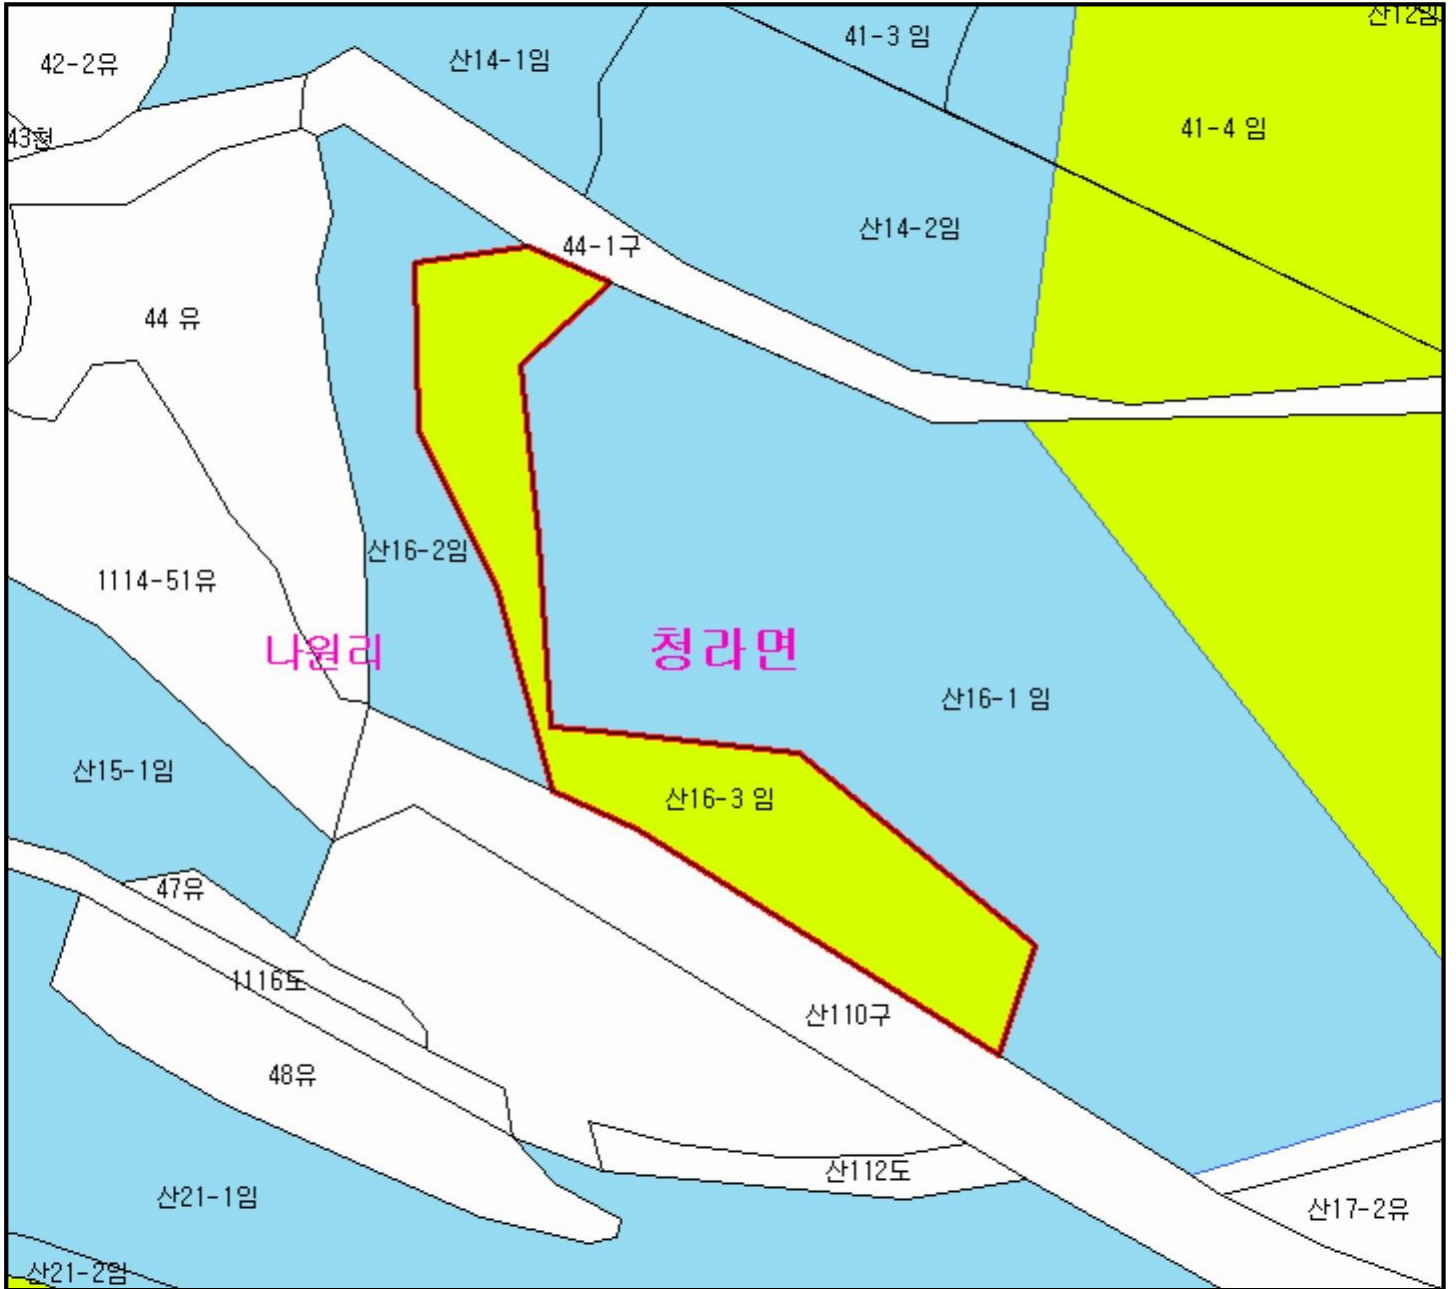 산12임
41-3 임
42-2유
산14-1임
43천
41-4 임
산14-2임
44-1구
44 유
산16-2임
1114-51유
나원리
청라면
산16-1 임
산15-1임
산16-3 임
47유
1116도
산110구
48유
산112도
산21-1임
산17-2유
산21-2임